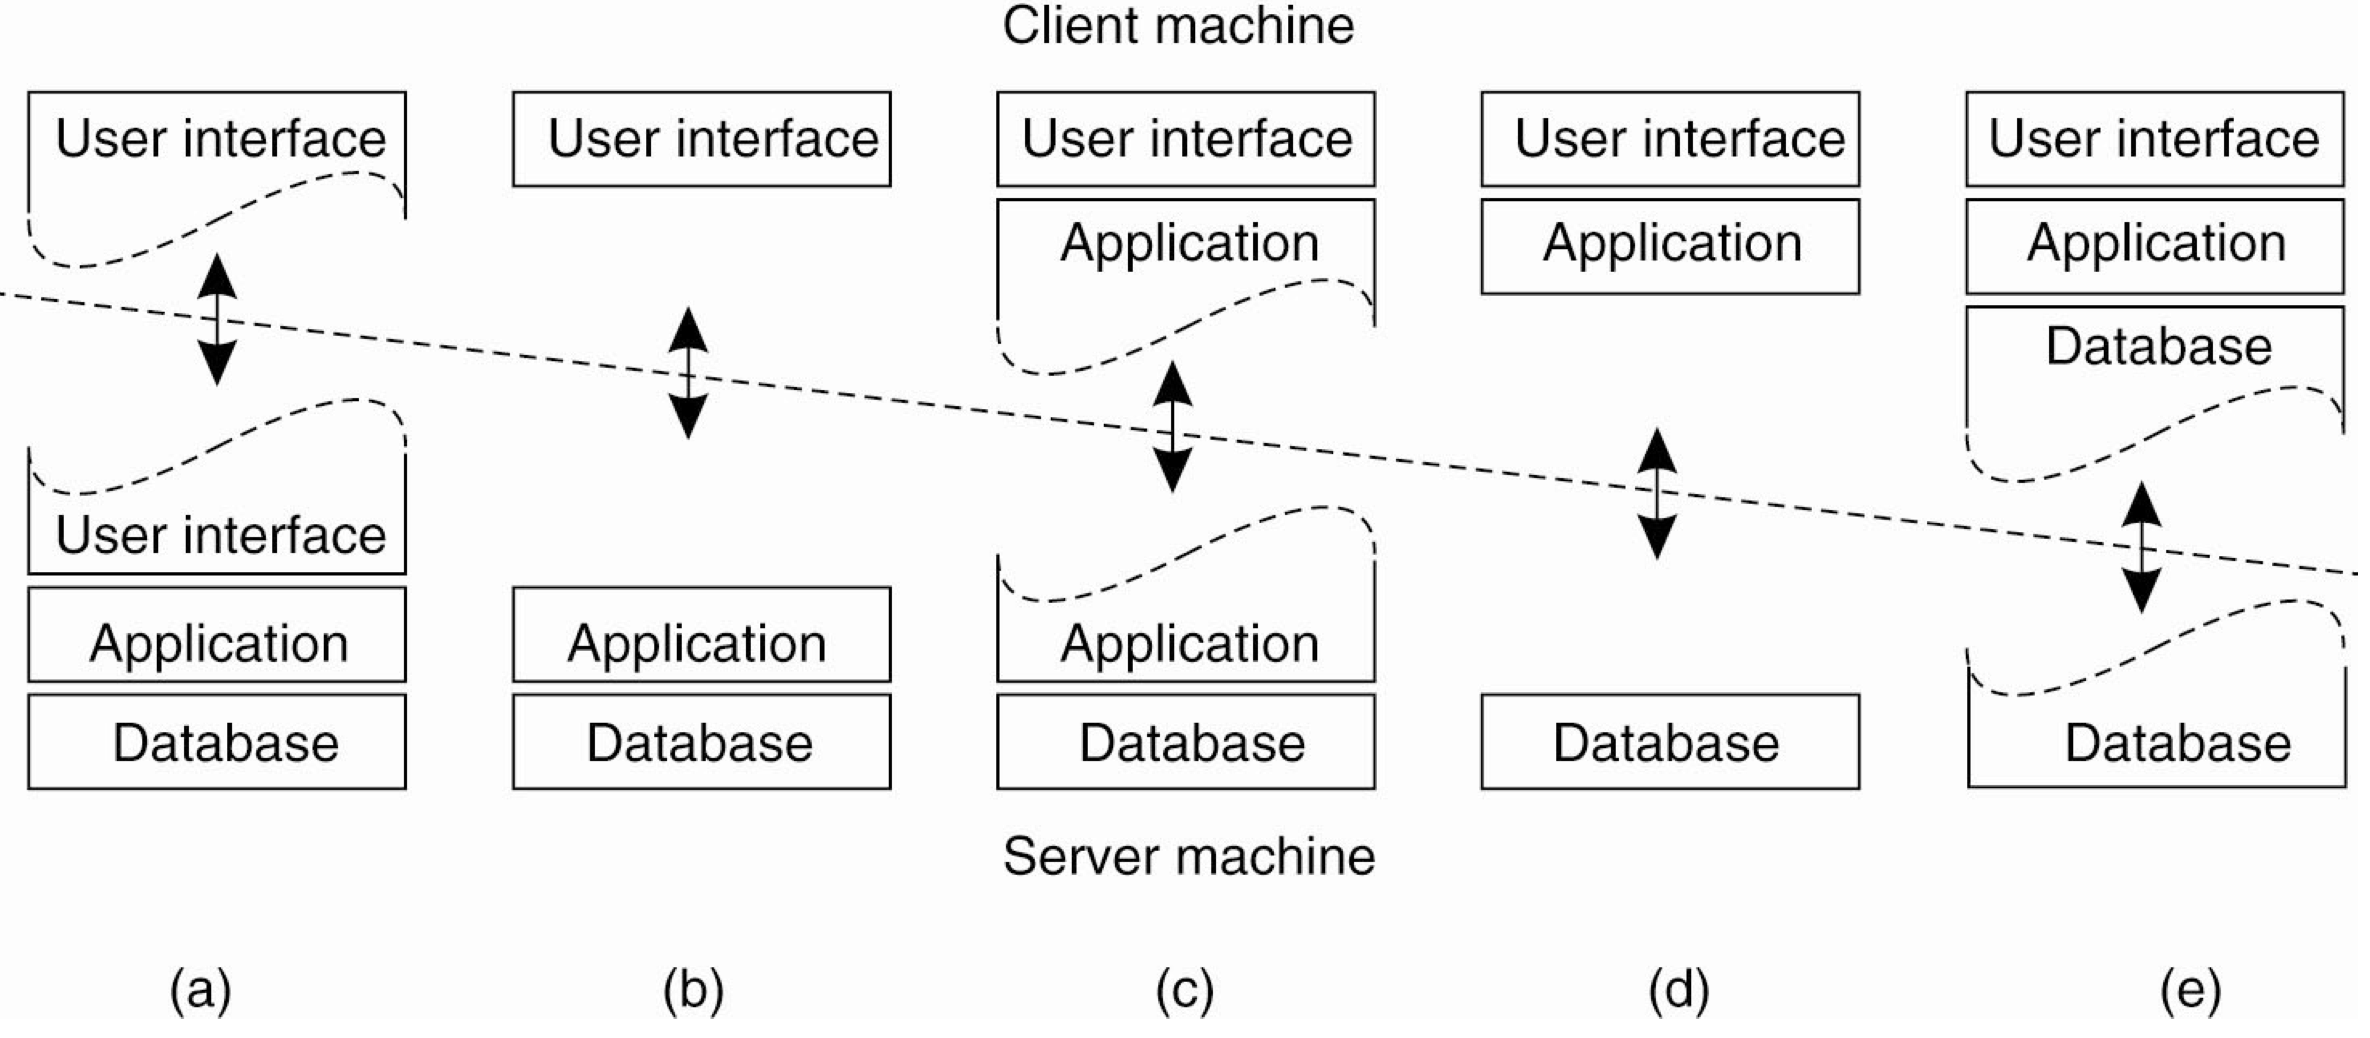 Client machine
User interface
User interface
User interface
User interface
User interface
Application
Application
Application
Database
User interface
Application
Application
Application
Database
Database
Database
Database
Database
Server machine
(a)
(b)
(c)
(d)
(e)